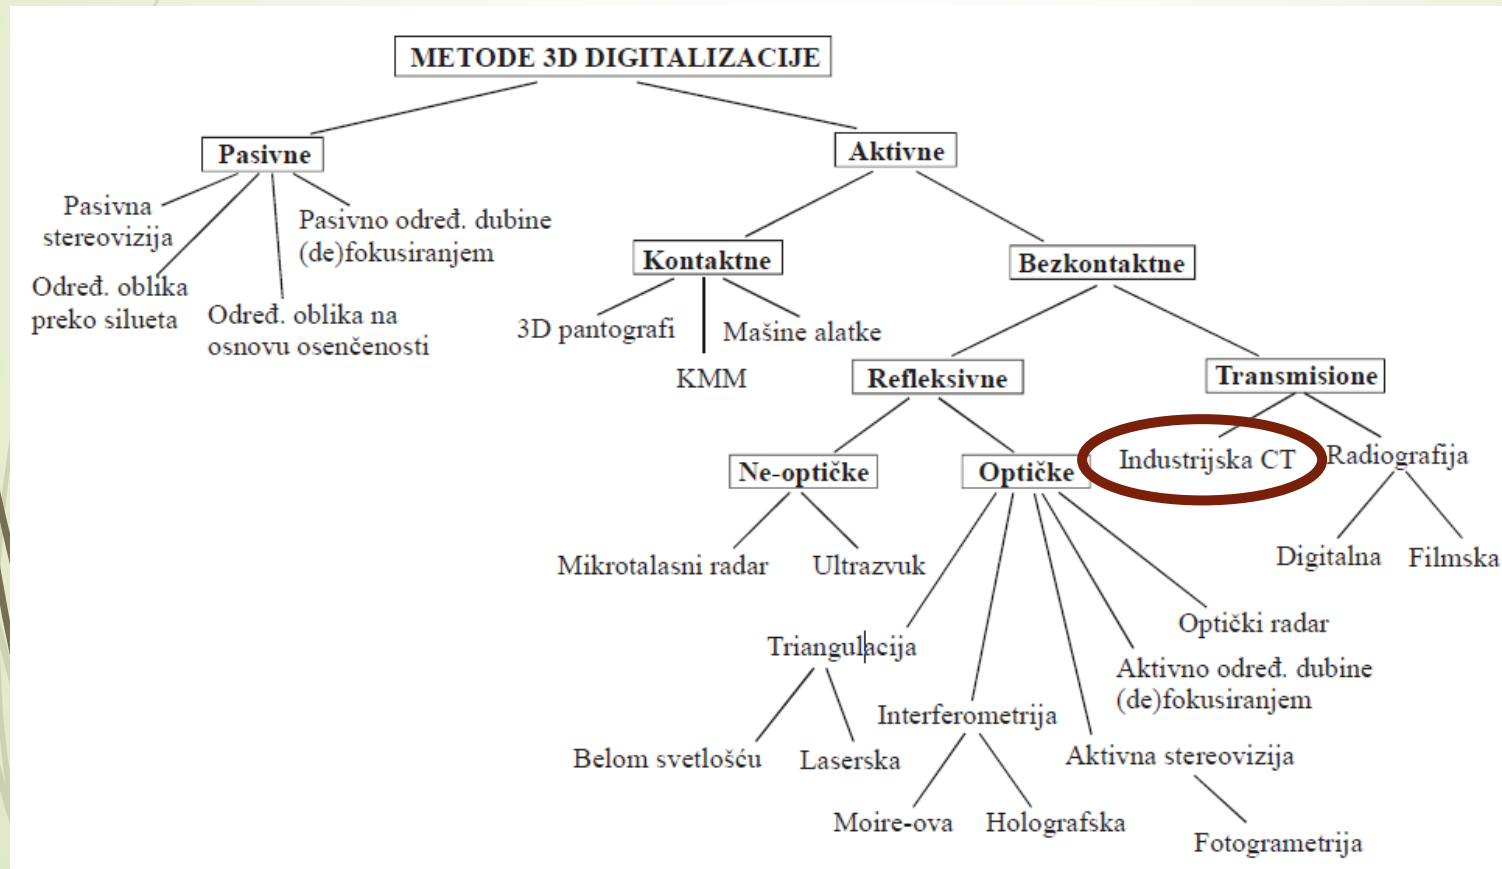 METODE 3D DIGITALIZACIJE
Pasivne
Aktivne
Pasivna
stereovizija
Pasivno određ. dubine
(de)fokusiranjem
Određ. oblika
preko silueta
Određ. oblika na
osnovu osenčenosti
Kontaktne
Bezkontaktne
3D pantografi
KMM
Mašine alatke
Refleksivne
Transmisione
Ne-optičke
Optičke
Industrijska CT
Radiografija
Mikrotalasni radar
Ultrazvuk
Digitalna
Filmska
Triangulacija
Optički radar
Aktivno određ. dubine
(de)fokusiranjem
Interferometrija
Belom svetlošću
Laserska
Aktivna stereovizija
Moire-ova
Holografska
Fotogrametrija